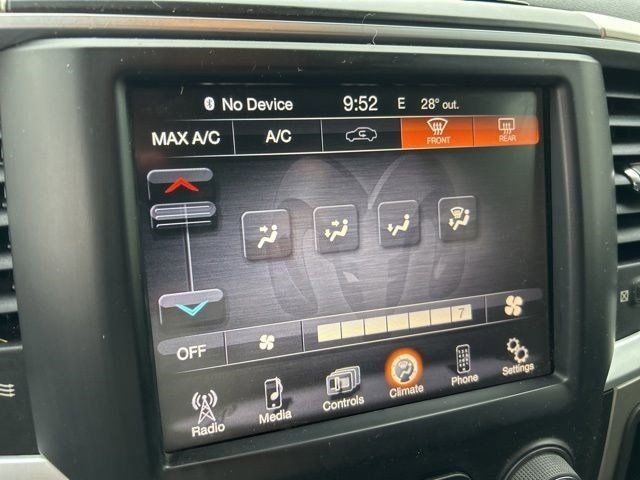 No Device 9:52 E 28° out.
MAX A/C A/C FRONT REAR
OFF 7
Radio Media Controls Climate Phone Settings